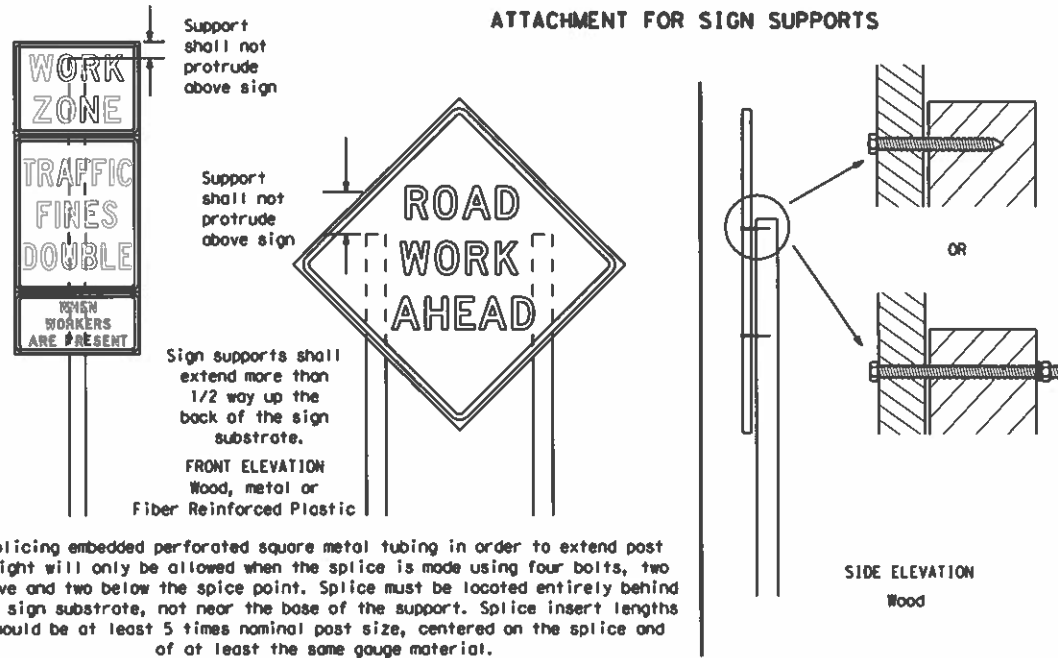 ATTACHMENT FOR SIGN SUPPORTS
Support
shall not
protrude
above sign
WORK
ZONE
TRAFFIC
FINES
DOUBLE
WHEN
WORKERS
ARE PRESENT
Support
shall not
protrude
above sign
ROAD
WORK
AHEAD
Sign supports shall
extend more than
1/2 way up the
back of the sign
substrate.
FRONT ELEVATION
Wood, metal or
Fiber Reinforced Plastic
OR
SIDE ELEVATION
Wood
plicing embedded perforated square metal tubing in order to extend post
ight will only be allowed when the splice is made using four bolts, two
ve and two below the spice point. Splice must be located entirely behind
sign substrate, not near the base of the support. Splice insert lengths
ould be at least 5 times nominal post size, centered on the splice and
of at least the same gauge material.